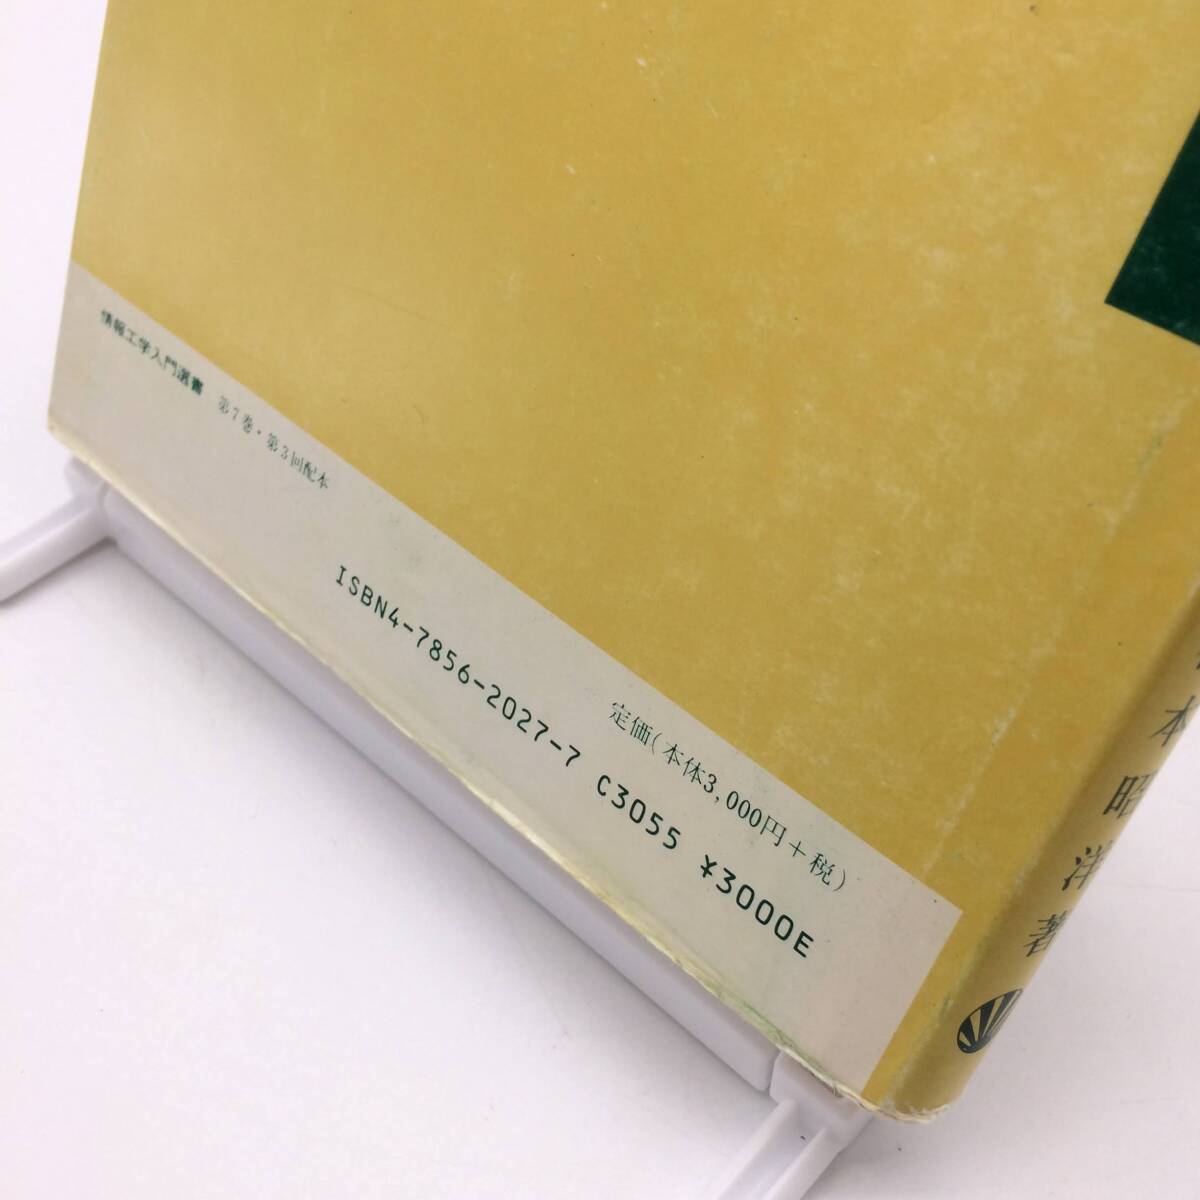 情報工学入門選書 第7巻・第3回配本
ISBN4-7856-2027-7 C3055 ¥3000E
定価(本体3,000円+税)
本昭洋著